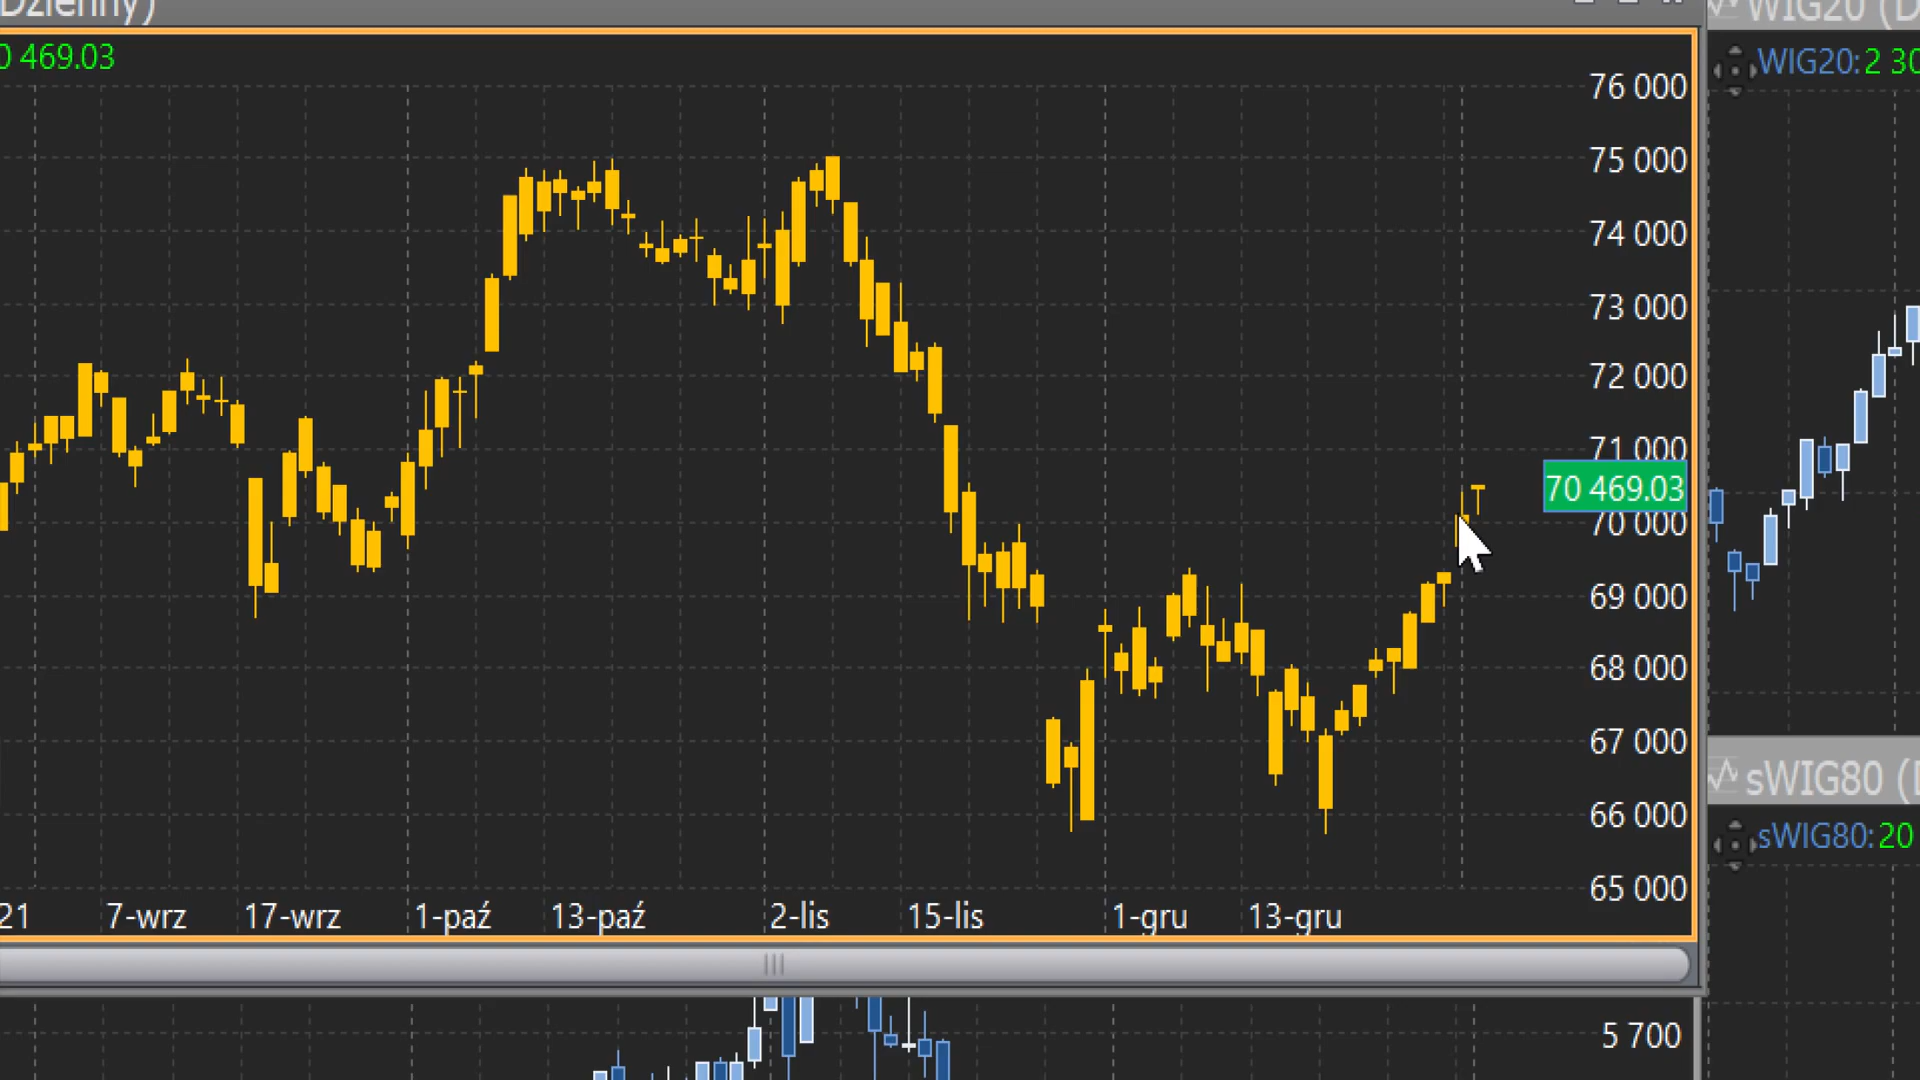 Dzienny)
0 469.03
76 000
75 000
74 000
73 000
72 000
71 000
70 469.03
70 000
69 000
68 000
67 000
66 000
65 000
21
7-wrz
17-wrz
1-paź
13-paź
2-lis
15-lis
1-gru
13-gru
5 700
WIG20 (D
WIG20:2 30
sWIG80 (D
sWIG80:20